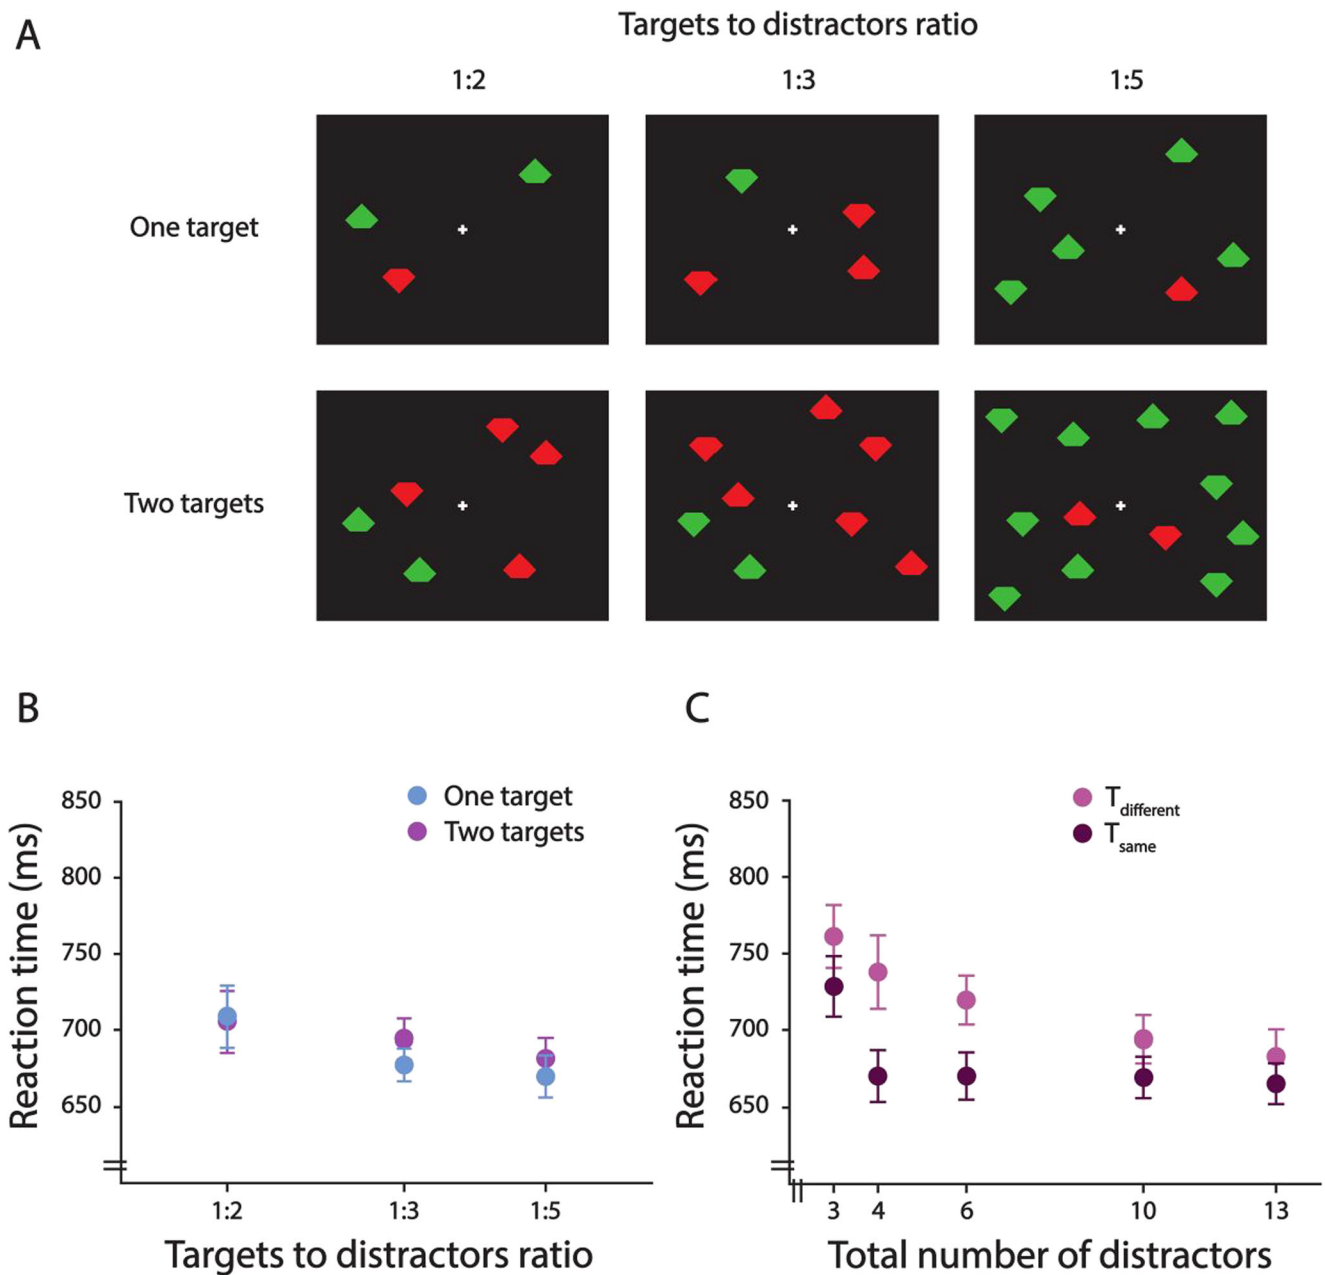 A
Targets to distractors ratio
1:2 1:3 1:5
One target
Two targets
B
850
800
750
700
650
Reaction time (ms)
One target
Two targets
1:2 1:3 1:5
Targets to distractors ratio
C
850
800
750
700
650
Reaction time (ms)
Tdifferent
Tsame
3 4 6 10 13
Total number of distractors